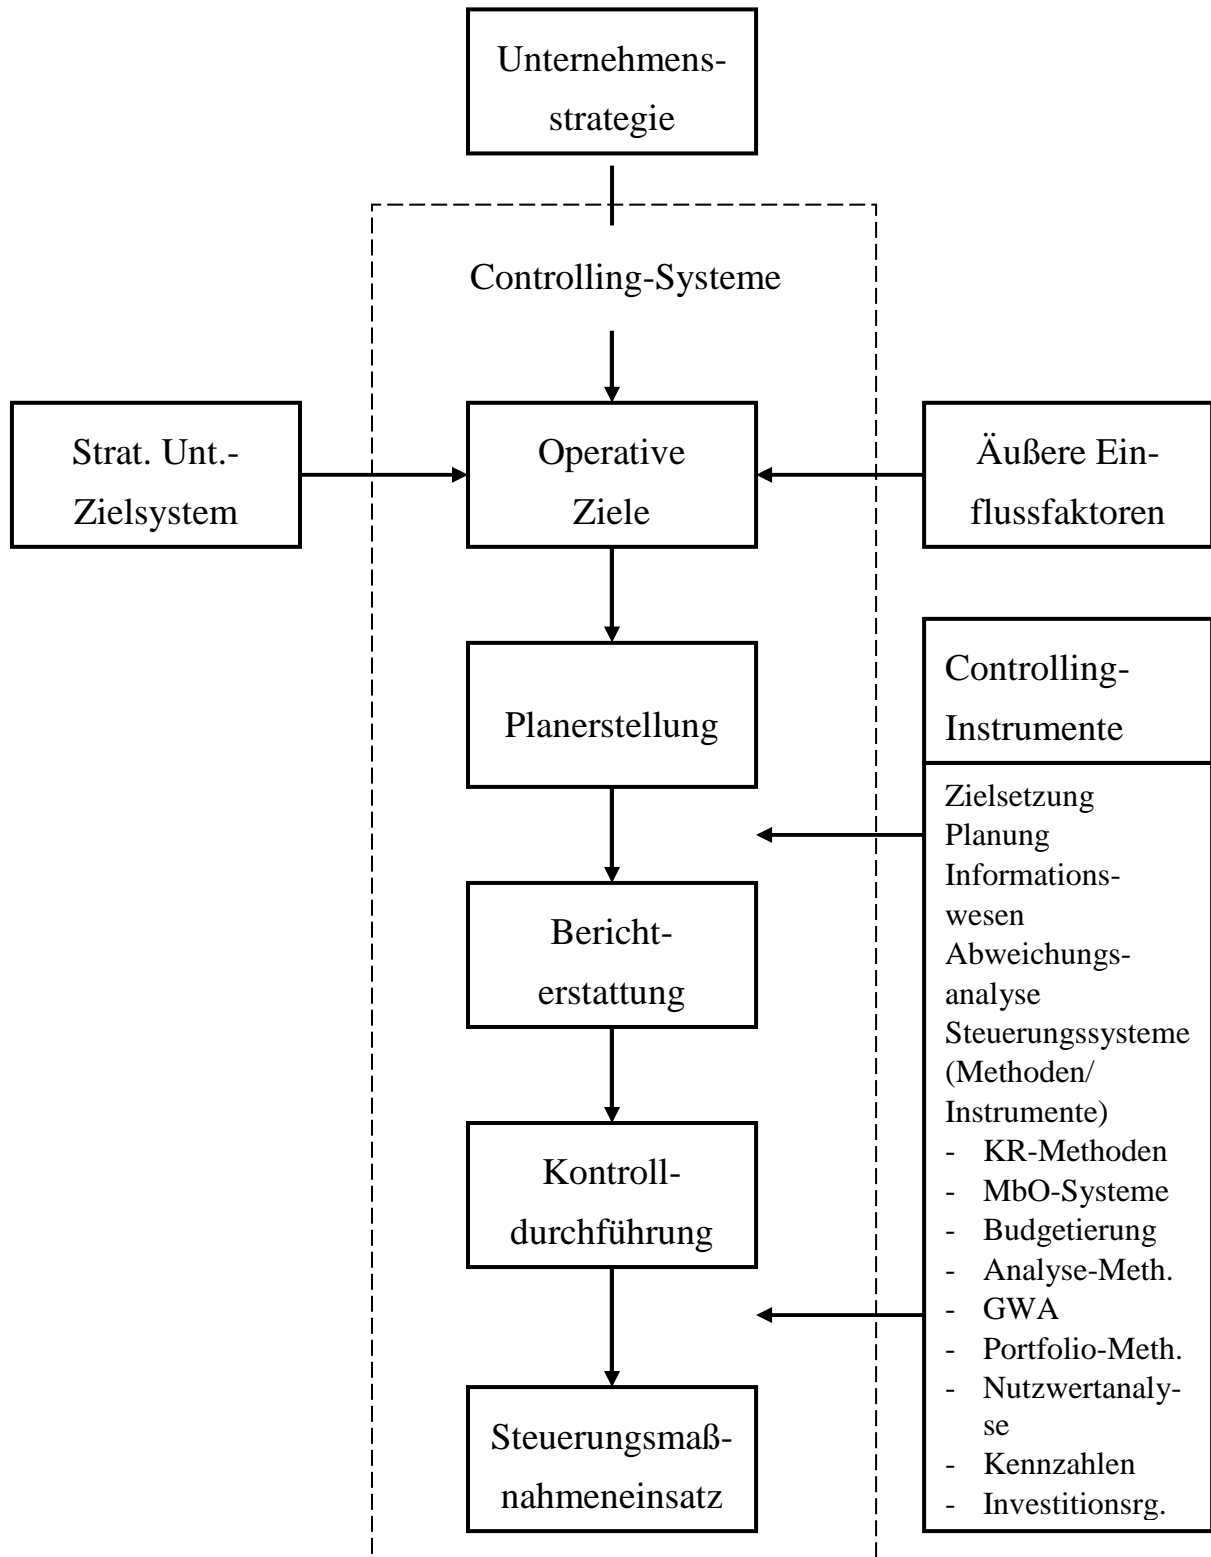 Unternehmens-
strategie
Controlling-Systeme
Strat. Unt.-
Zielsystem
Operative
Ziele
Äußere Ein-
flussfaktoren
Planerstellung
Bericht-
erstattung
Kontroll-
durchführung
Steuerungsmaß-
nahmeneinsatz
Controlling-
Instrumente
Zielsetzung
Planung
Informations-
wesen
Abweichungs-
analyse
Steuerungssysteme
(Methoden/
Instrumente)
- KR-Methoden
- MbO-Systeme
- Budgetierung
- Analyse-Meth.
- GWA
- Portfolio-Meth.
- Nutzwertanaly-
se
- Kennzahlen
- Investitionsrg.